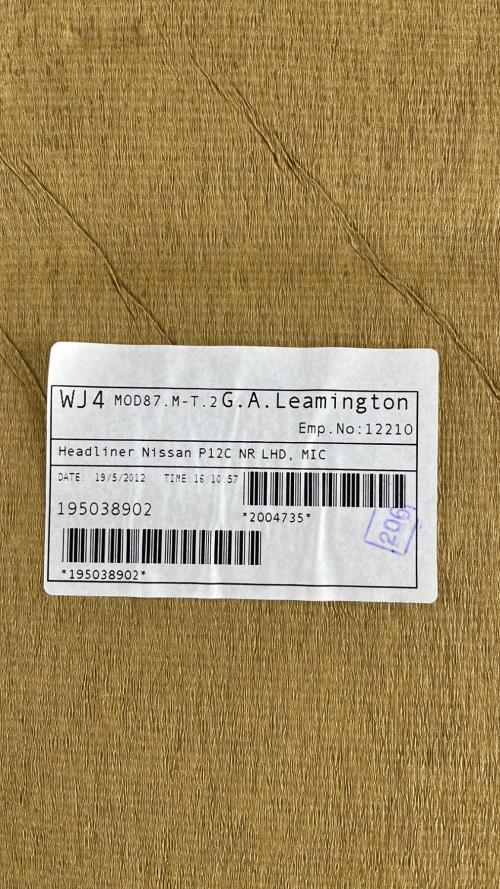 WJ4 MOD87.M-T.2 G.A.Leamington
Emp.No:12210
Headliner Nissan P12C NR LHD, MIC
DATE: 19/5/2012 TIME 16:10:57
195038902
*2004735*
206
*195038902*